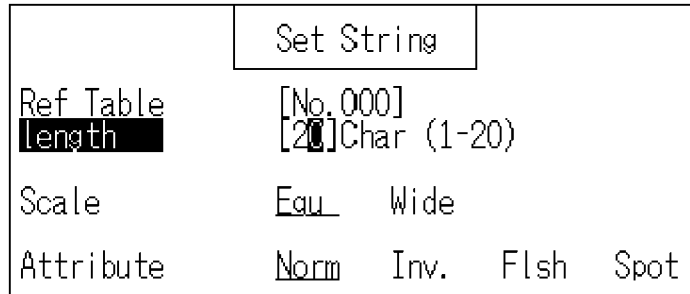 Set String
Ref Table [No.000]
length [20]Char (1-20)
Scale Equ Wide
Attribute Norm Inv. Flsh Spot